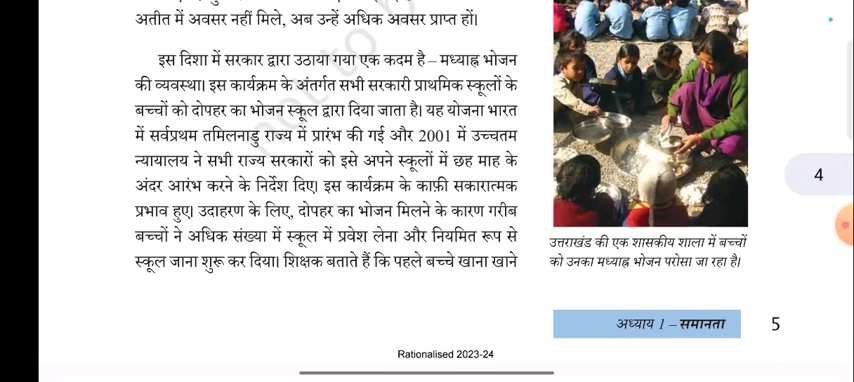 अतीत में अवसर नहीं मिले, अब उन्हें अधिक अवसर प्राप्त हों।
इस दिशा में सरकार द्वारा उठाया गया एक कदम है – मध्याह्न भोजन
की व्यवस्था। इस कार्यक्रम के अंतर्गत सभी सरकारी प्राथमिक स्कूलों के
बच्चों को दोपहर का भोजन स्कूल द्वारा दिया जाता है। यह योजना भारत
में सर्वप्रथम तमिलनाडु राज्य में प्रारंभ की गई और 2001 में उच्चतम
न्यायालय ने सभी राज्य सरकारों को इसे अपने स्कूलों में छह माह के
अंदर आरंभ करने के निर्देश दिए। इस कार्यक्रम के काफ़ी सकारात्मक
प्रभाव हुए। उदाहरण के लिए, दोपहर का भोजन मिलने के कारण गरीब
बच्चों ने अधिक संख्या में स्कूल में प्रवेश लेना और नियमित रूप से
स्कूल जाना शुरू कर दिया। शिक्षक बताते हैं कि पहले बच्चे खाना खाने
उत्तराखंड की एक शासकीय शाला में बच्चों
को उनका मध्याह्न भोजन परोसा जा रहा है।
4
अध्याय 1 – समानता 5
Rationalised 2023-24
not to b